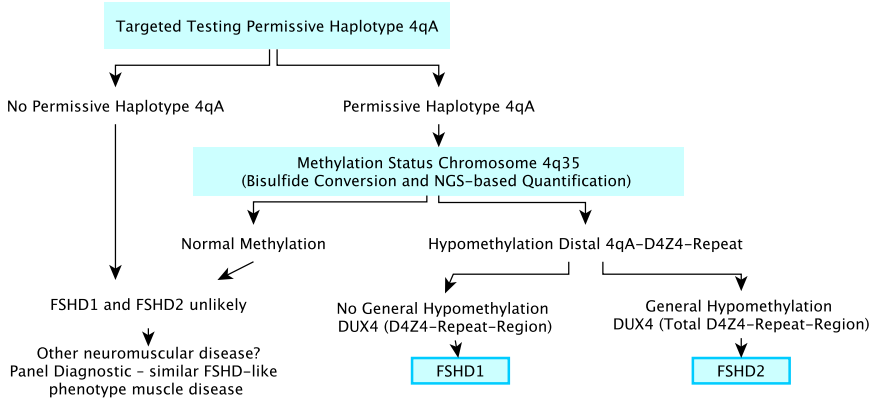 Targeted Testing Permissive Haplotype 4qA
No Permissive Haplotype 4qA
Permissive Haplotype 4qA
Methylation Status Chromosome 4q35
(Bisulfide Conversion and NGS-based Quantification)
Normal Methylation
Hypomethylation Distal 4qA-D4Z4-Repeat
FSHD1 and FSHD2 unlikely
No General Hypomethylation
DUX4 (D4Z4-Repeat-Region)
General Hypomethylation
DUX4 (Total D4Z4-Repeat-Region)
Other neuromuscular disease?
Panel Diagnostic – similar FSHD-like
phenotype muscle disease
FSHD1
FSHD2